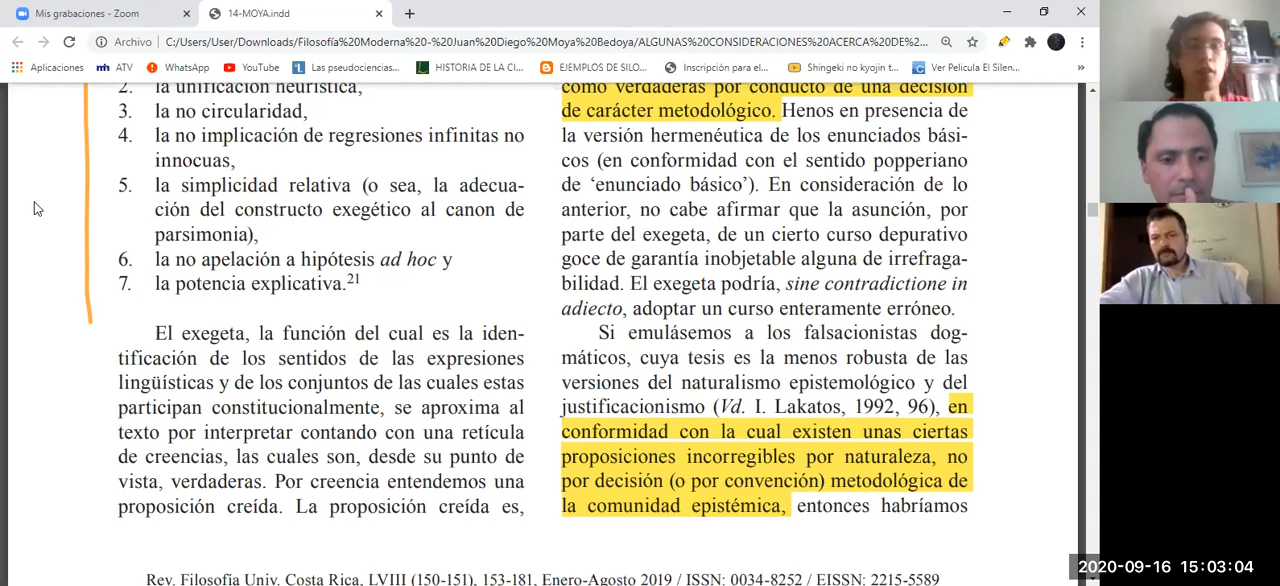 Mis grabaciones - Zoom
14-MOYA.indd
Archivo
C:/Users/User/Downloads/Filosofía%20Moderna%20-%20Juan%20Diego%20Moya%20Bedoya/ALGUNAS%20CONSIDERACIONES%20ACERCA%20DE%2...
Aplicaciones
mh ATV
WhatsApp
YouTube
Las pseudociencias...
HISTORIA DE LA CI...
EJEMPLOS DE SILO...
Inscripción para el...
Shingeki no kyojin t...
Ver Pelicula El Silen...
»
2. la unificación heurística,
3. la no circularidad,
4. la no implicación de regresiones infinitas no
innocuas,
5. la simplicidad relativa (o sea, la adecua-
ción del constructo exegético al canon de
parsimonia),
6. la no apelación a hipótesis ad hoc y
7. la potencia explicativa.21
El exegeta, la función del cual es la iden-
tificación de los sentidos de las expresiones
lingüísticas y de los conjuntos de las cuales estas
participan constitucionalmente, se aproxima al
texto por interpretar contando con una retícula
de creencias, las cuales son, desde su punto de
vista, verdaderas. Por creencia entendemos una
proposición creída. La proposición creída es,
como verdaderas por conducto de una decisión
de carácter metodológico. Henos en presencia de
la versión hermenéutica de los enunciados bási-
cos (en conformidad con el sentido popperiano
de ‘enunciado básico’). En consideración de lo
anterior, no cabe afirmar que la asunción, por
parte del exegeta, de un cierto curso depurativo
goce de garantía inobjetable alguna de irrefraga-
bilidad. El exegeta podría, sine contradictione in
adiecto, adoptar un curso enteramente erróneo.
Si emulásemos a los falsacionistas dog-
máticos, cuya tesis es la menos robusta de las
versiones del naturalismo epistemológico y del
justificacionismo (Vd. I. Lakatos, 1992, 96), en
conformidad con la cual existen unas ciertas
proposiciones incorregibles por naturaleza, no
por decisión (o por convención) metodológica de
la comunidad epistémica, entonces habríamos
Rev. Filosofía Univ. Costa Rica, LVIII (150-151), 153-181, Enero-Agosto 2019 / ISSN: 0034-8252 / EISSN: 2215-5589
2020-09-16 15:03:04